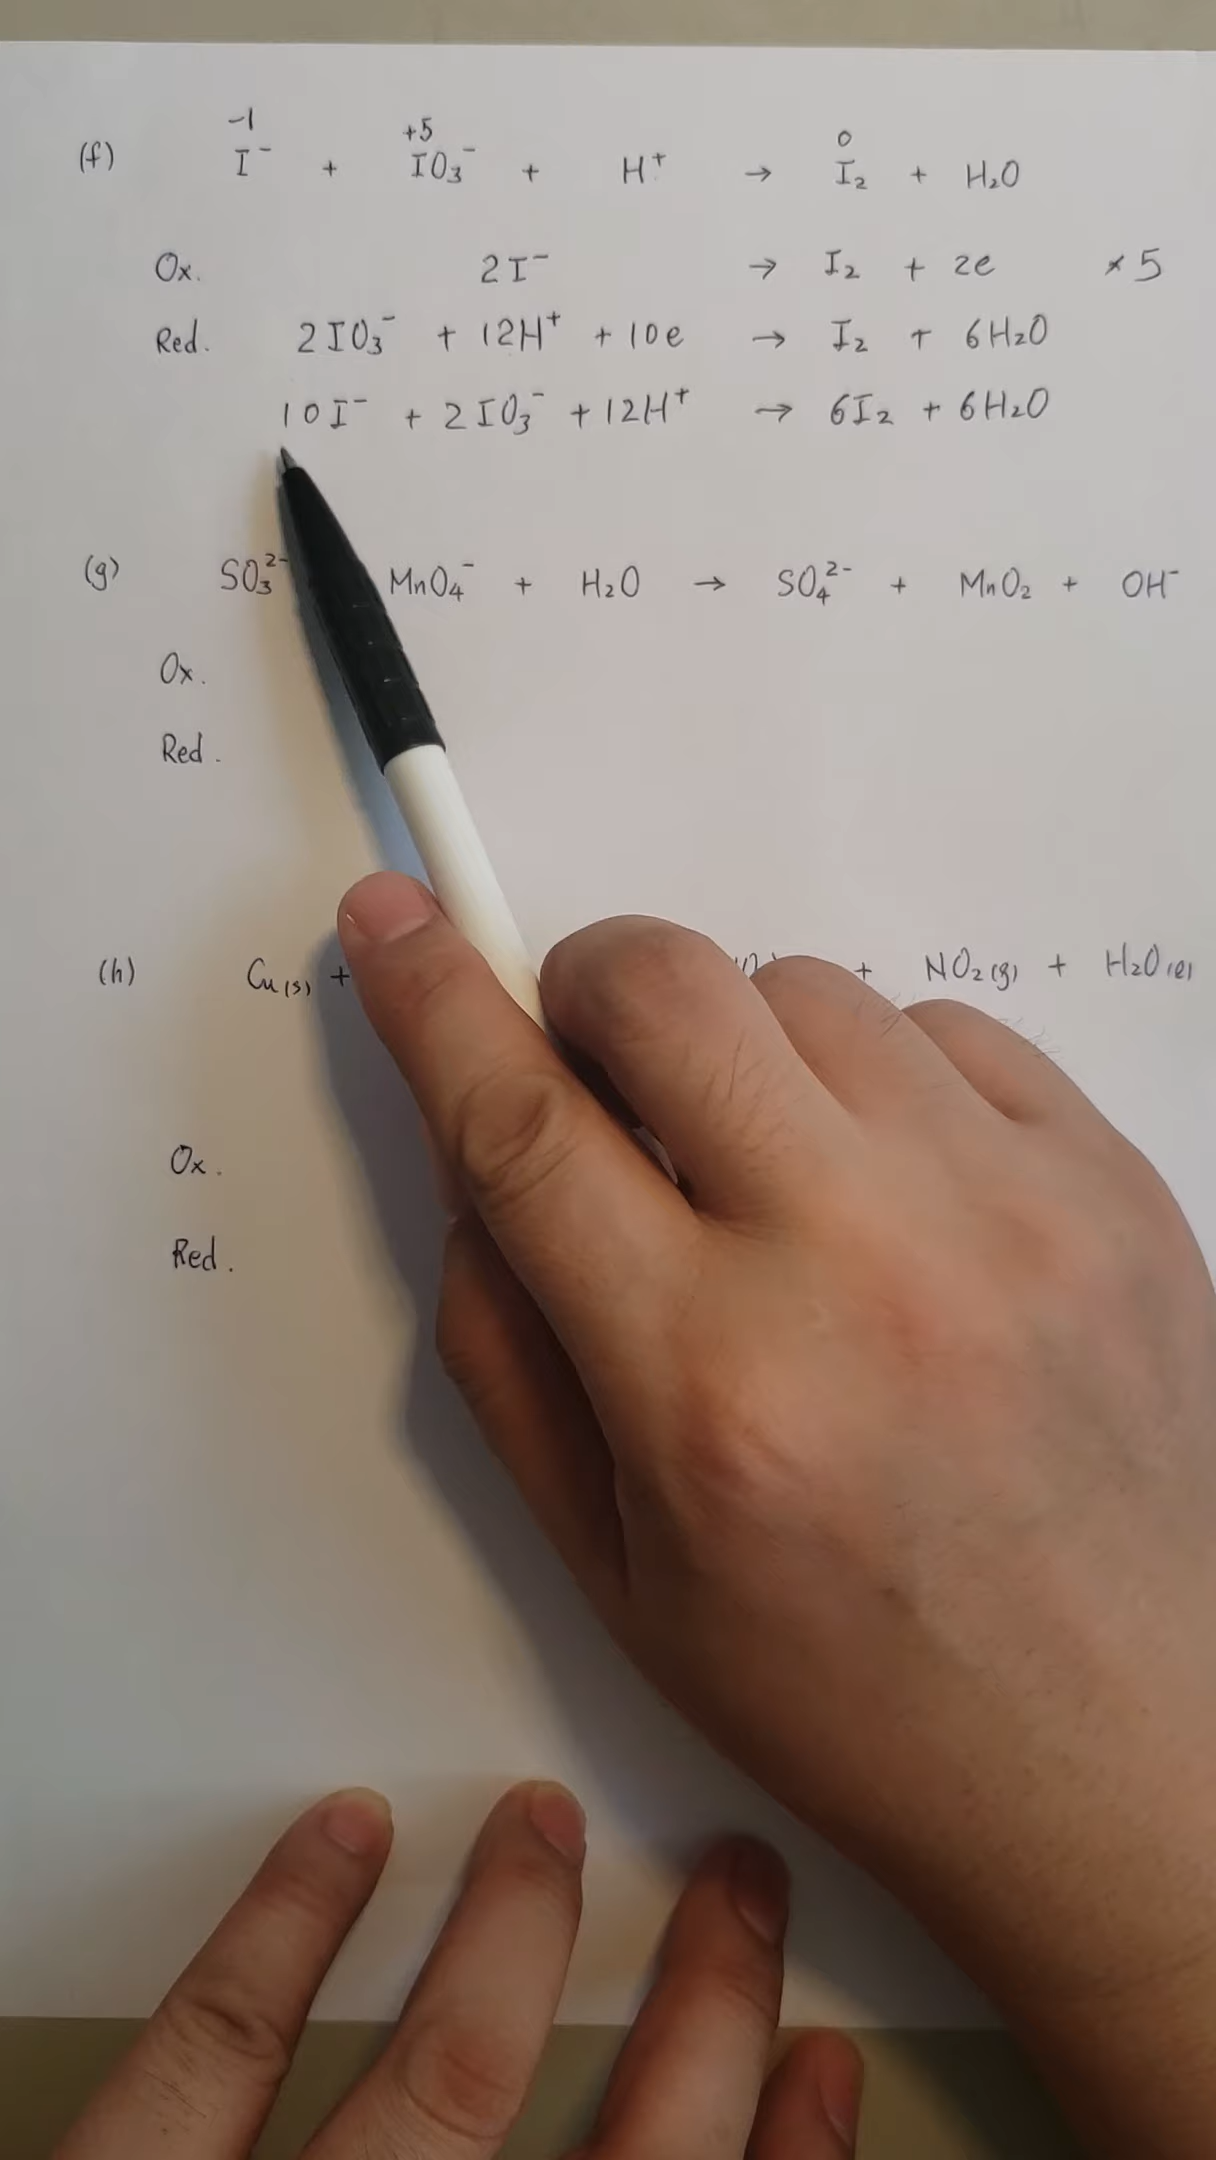 -1 +5 0
(f) I⁻ + IO₃⁻ + H⁺ → I₂ + H₂O
Ox. 2I⁻ → I₂ + 2e × 5
Red. 2IO₃⁻ + 12H⁺ + 10e → I₂ + 6H₂O
10I⁻ + 2IO₃⁻ + 12H⁺ → 6I₂ + 6H₂O
(g) SO₃²⁻ MnO₄⁻ + H₂O → SO₄²⁻ + MnO₂ + OH⁻
Ox.
Red.
(h) Cu(s) + + NO₂(g) + H₂O(l)
Ox.
Red.